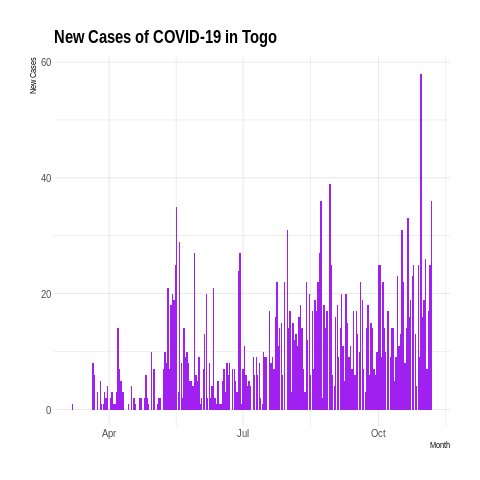 New Cases of COVID-19 in Togo
New Cases
60
40
20
0
Apr
Jul
Oct
Month